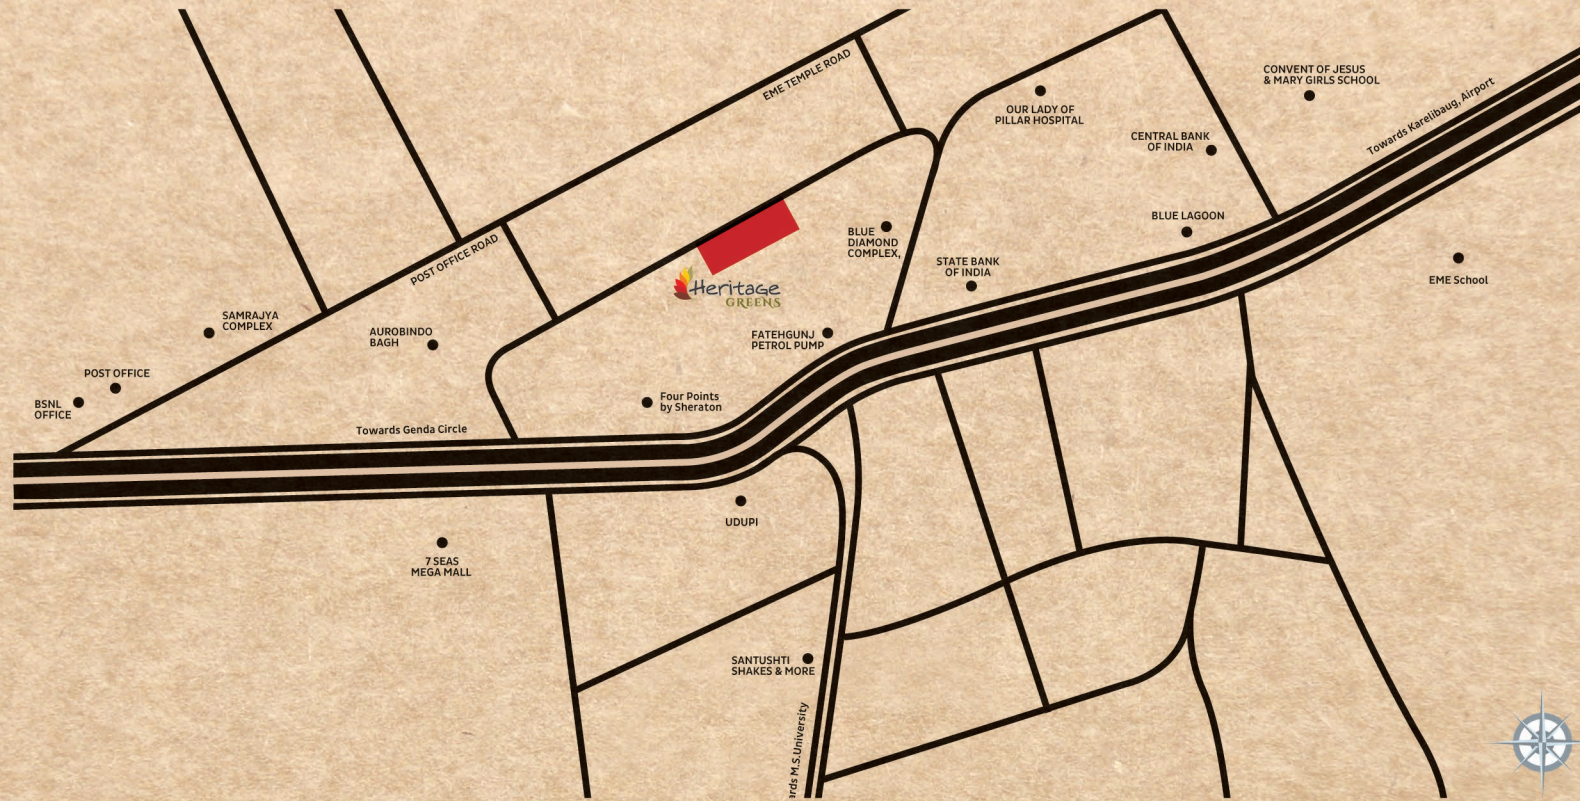 EME TEMPLE ROAD
CONVENT OF JESUS
& MARY GIRLS SCHOOL
Towards Karelibaug, Airport
OUR LADY OF
PILLAR HOSPITAL
CENTRAL BANK
OF INDIA
BLUE LAGOON
POST OFFICE ROAD
BLUE
DIAMOND
COMPLEX,
STATE BANK
OF INDIA
EME School
Heritage
GREENS
SAMRAJYA
COMPLEX
AUROBINDO
BAGH
FATEHGUNJ
PETROL PUMP
POST OFFICE
BSNL
OFFICE
Four Points
by Sheraton
Towards Genda Circle
UDUPI
7 SEAS
MEGA MALL
SANTUSHTI
SHAKES & MORE
ards M.S.University